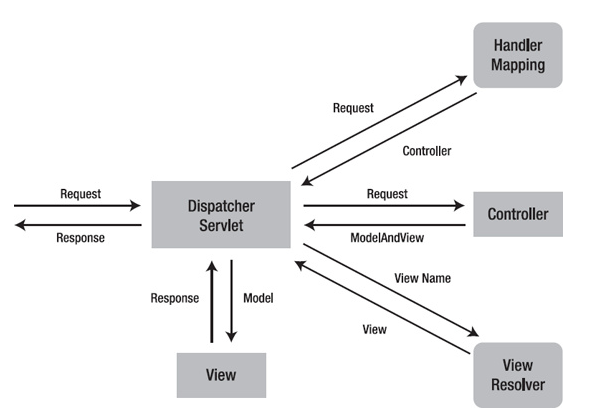 Handler
Mapping
Request
Controller
Request
Response
Dispatcher
Servlet
Request
ModelAndView
Controller
View Name
View
Response
Model
View
View
Resolver